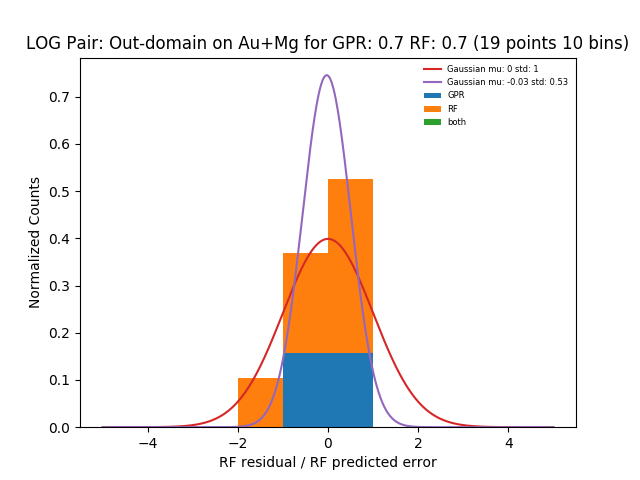 LOG Pair: Out-domain on Au+Mg for GPR: 0.7 RF: 0.7 (19 points 10 bins)
Gaussian mu: 0 std: 1
Gaussian mu: -0.03 std: 0.53
GPR
RF
both
Normalized Counts
0.7
0.6
0.5
0.4
0.3
0.2
0.1
0.0
−4 −2 0 2 4
RF residual / RF predicted error